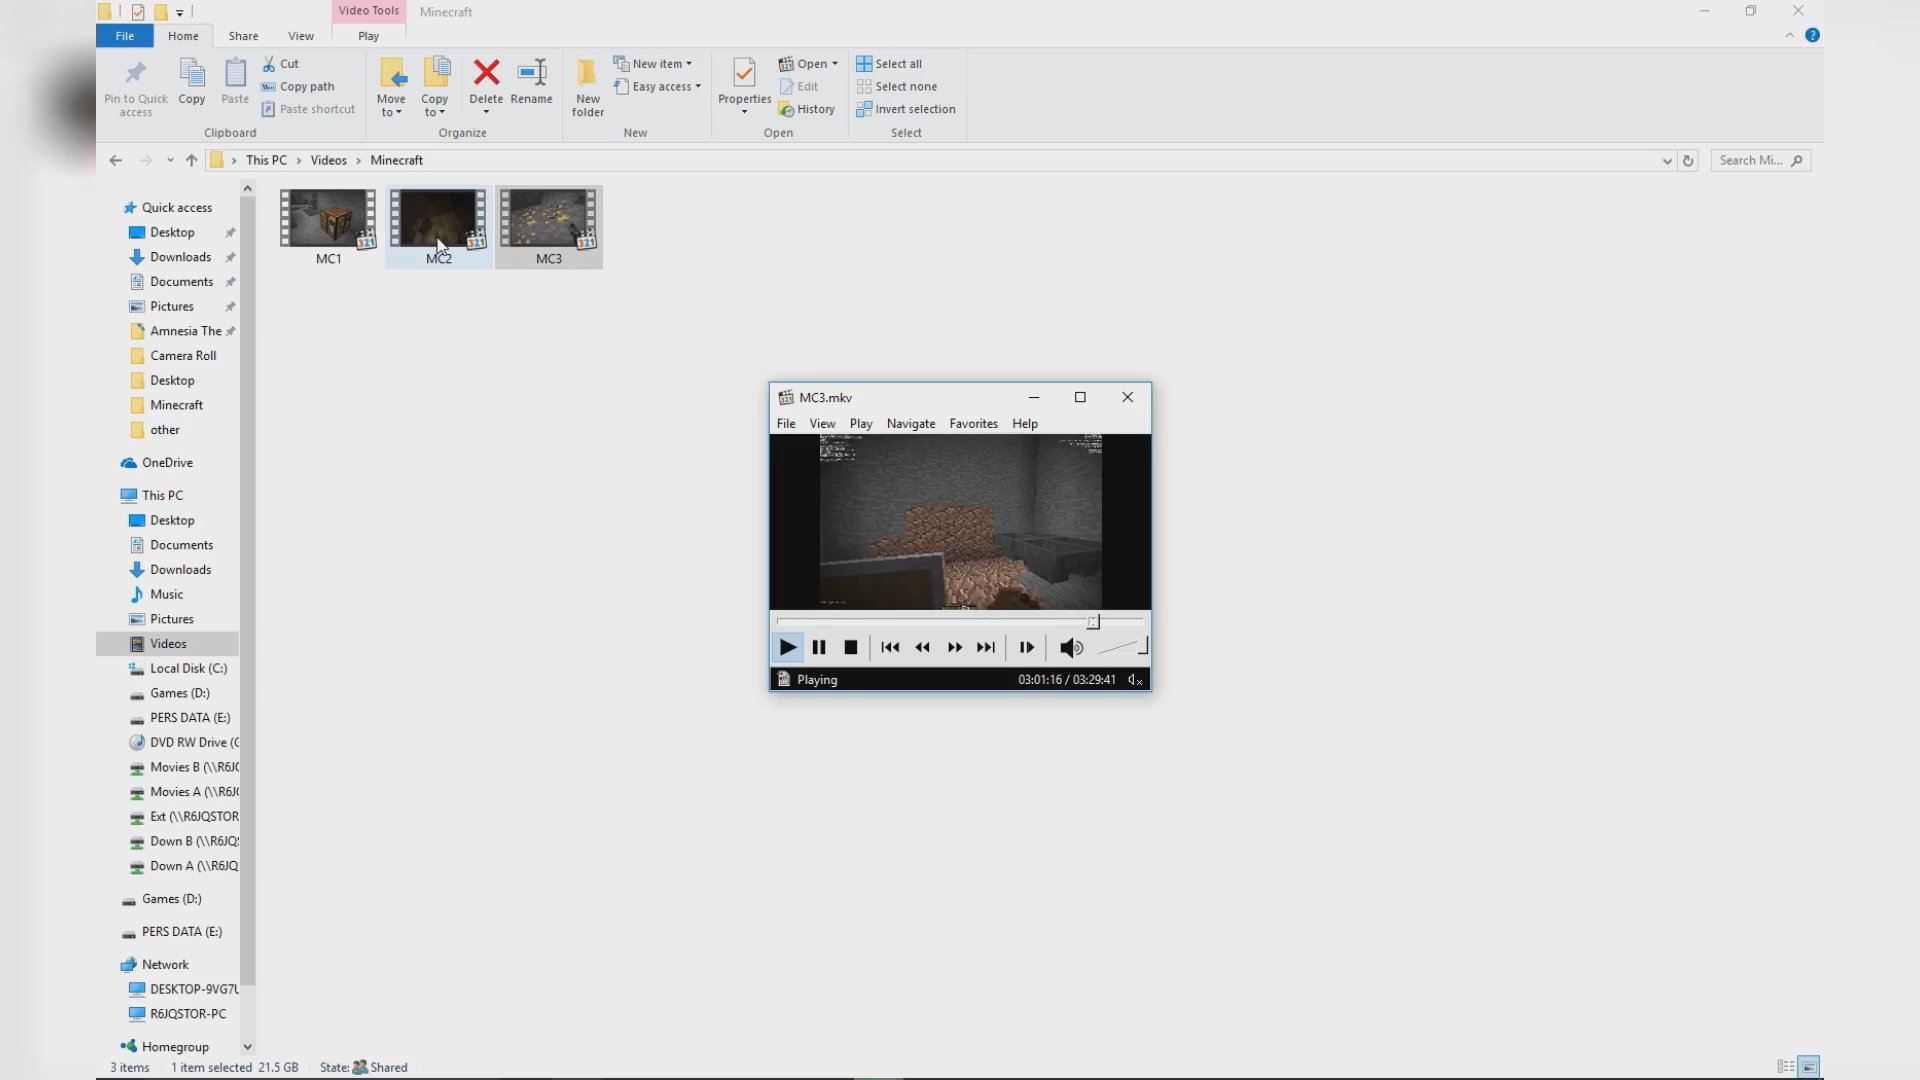 Video Tools
Minecraft
File
Home
Share
View
Play
Pin to Quick access
Copy
Paste
Cut
Copy path
Paste shortcut
Clipboard
Move to
Copy to
Delete
Rename
Organize
New folder
New item
Easy access
New
Properties
Open
Edit
History
Open
Select all
Select none
Invert selection
Select
This PC > Videos > Minecraft
Search Mi...
Quick access
Desktop
Downloads
Documents
Pictures
Amnesia The
Camera Roll
Desktop
Minecraft
other
OneDrive
This PC
Desktop
Documents
Downloads
Music
Pictures
Videos
Local Disk (C:)
Games (D:)
PERS DATA (E:)
DVD RW Drive (
Movies B (\\R6J
Movies A (\\R6J
Ext (\\R6JQSTOR
Down B (\\R6JQ
Down A (\\R6JQ
Games (D:)
PERS DATA (E:)
Network
DESKTOP-9VG7U
R6JQSTOR-PC
Homegroup
MC1
MC2
MC3
321
321
321
MC3.mkv
File
View
Play
Navigate
Favorites
Help
Playing
03:01:16 / 03:29:41
3 items
1 item selected 21.5 GB
State: Shared